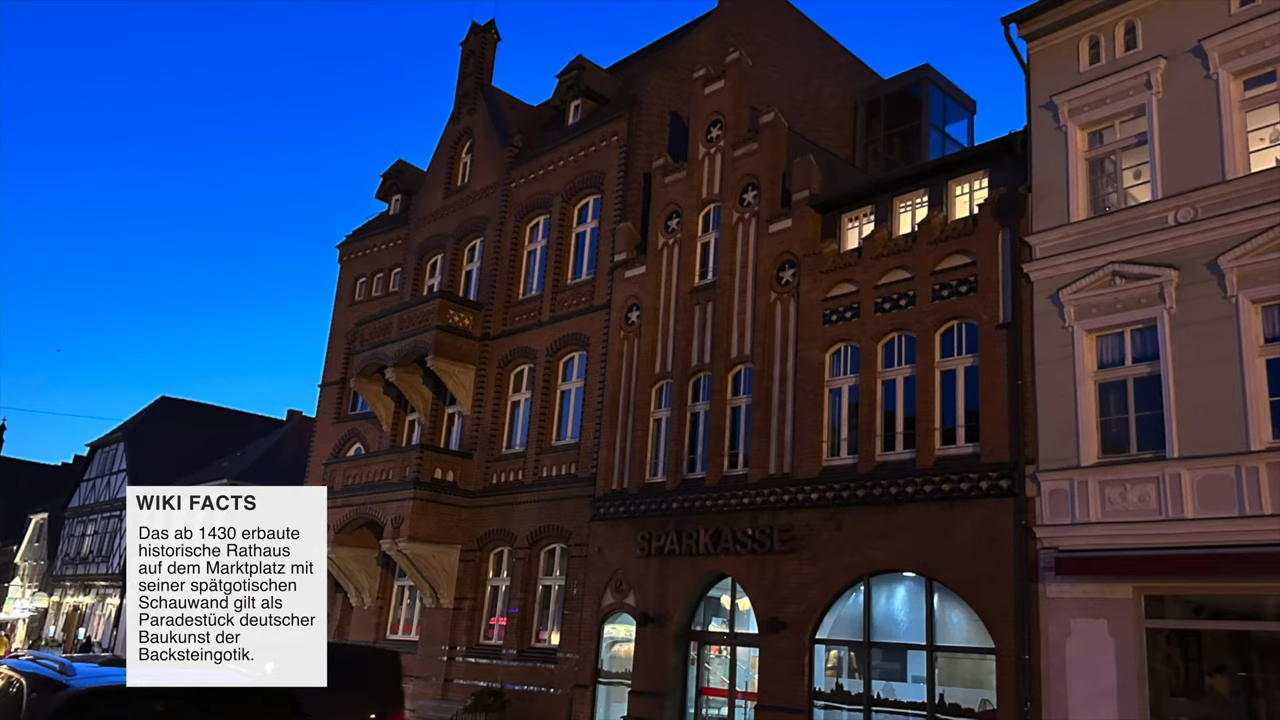 SPARKASSE
WIKI FACTS
Das ab 1430 erbaute
historische Rathaus
auf dem Marktplatz mit
seiner spätgotischen
Schauwand gilt als
Paradestück deutscher
Baukunst der
Backsteingotik.